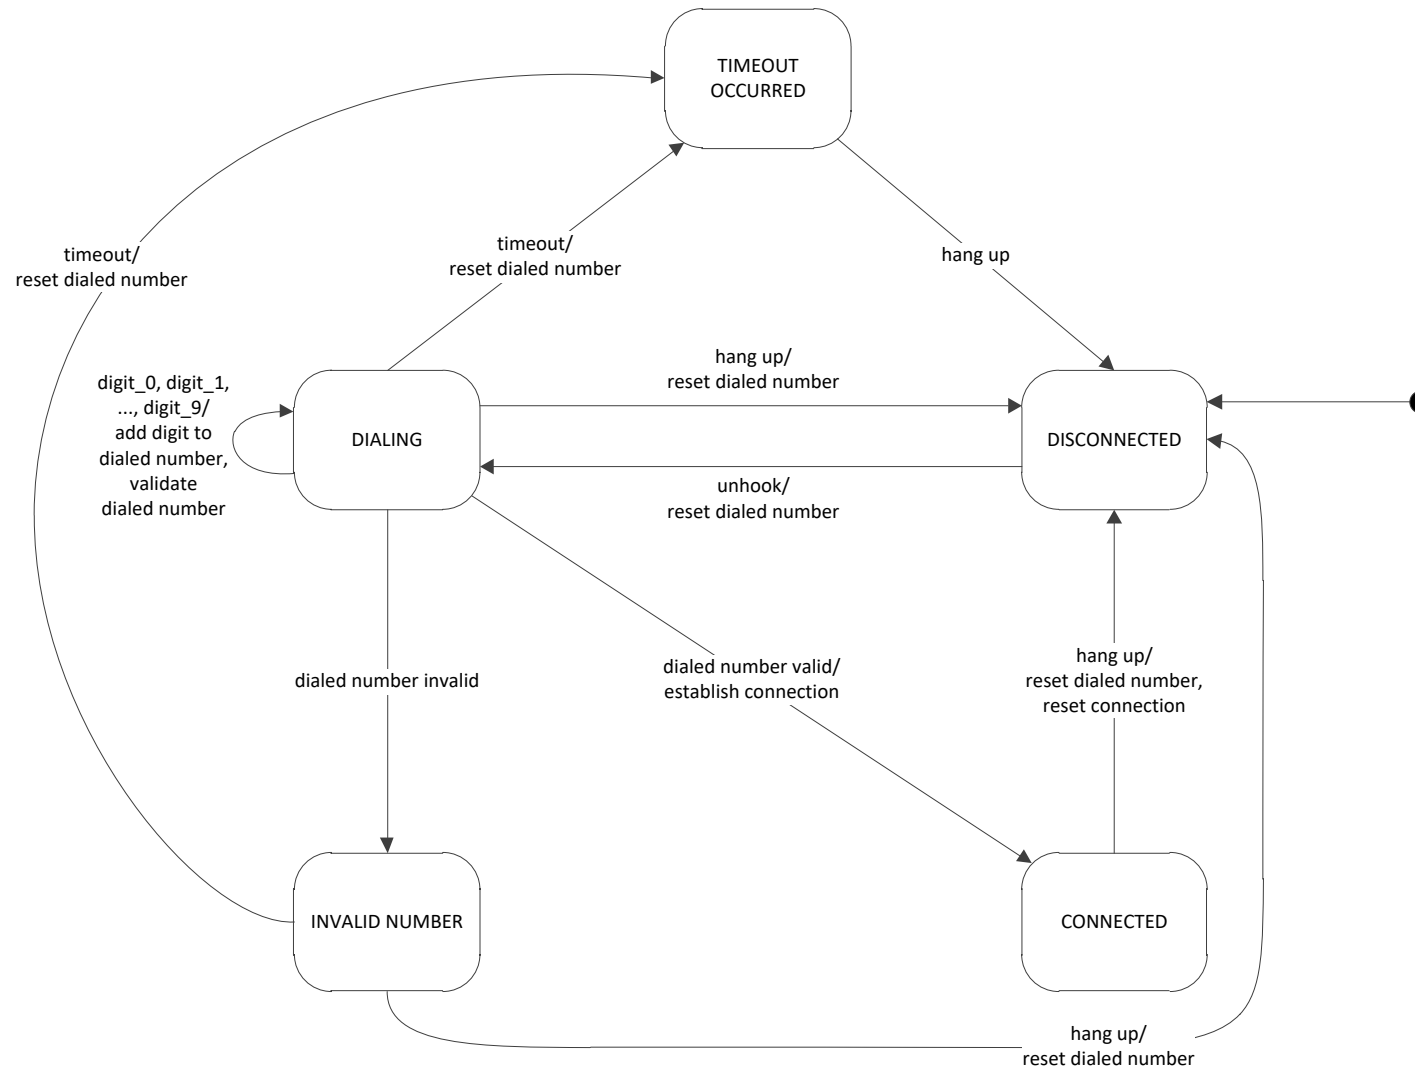 TIMEOUT
OCCURRED
timeout/
reset dialed number
timeout/
reset dialed number
hang up
hang up/
reset dialed number
digit_0, digit_1,
..., digit_9/
add digit to
dialed number,
validate
dialed number
DIALING
DISCONNECTED
unhook/
reset dialed number
dialed number invalid
dialed number valid/
establish connection
hang up/
reset dialed number,
reset connection
INVALID NUMBER
CONNECTED
hang up/
reset dialed number